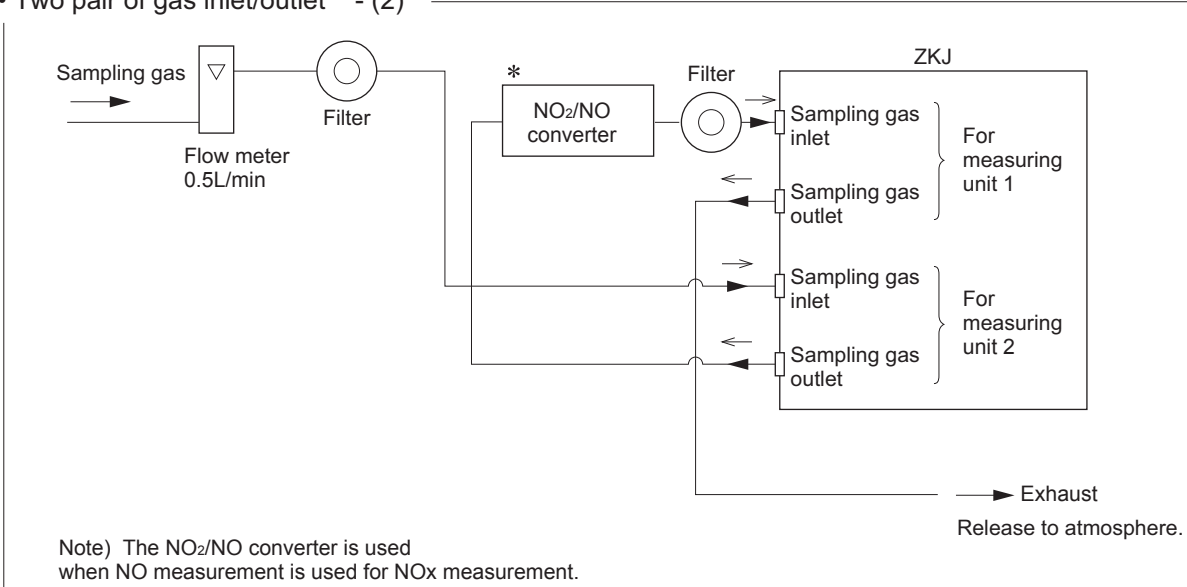 • Two pair of gas inlet/outlet - (2)
Sampling gas
Flow meter
0.5L/min
Filter
*
NO2/NO
converter
Filter
ZKJ
Sampling gas
inlet
Sampling gas
outlet
For
measuring
unit 1
Sampling gas
inlet
Sampling gas
outlet
For
measuring
unit 2
Exhaust
Release to atmosphere.
Note) The NO2/NO converter is used
when NO measurement is used for NOx measurement.